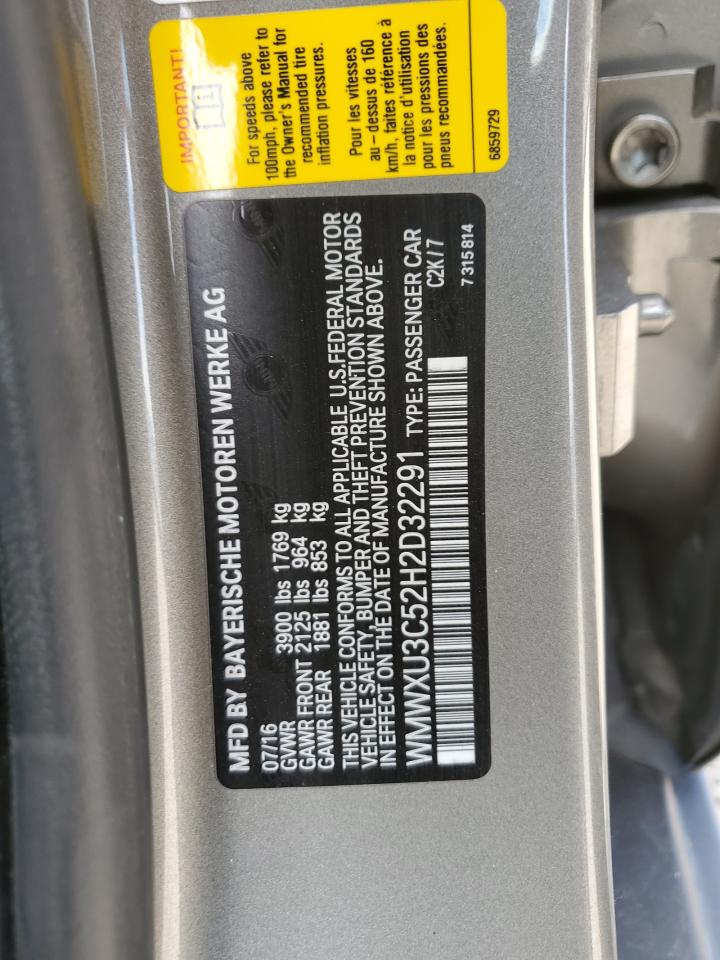 IMPORTANT!
For speeds above
100mph, please refer to
the Owner's Manual for
recommended tire
inflation pressures.
Pour les vitesses
au-dessus de 160
km/h, faites référence à
la notice d'utilisation
pour les pressions des
pneus recommandées.
6859729
MFD BY BAYERISCHE MOTOREN WERKE AG
07/16
GVWR 3900 lbs 1769 kg
GAWR FRONT 2125 lbs 964 kg
GAWR REAR 1881 lbs 853 kg
THIS VEHICLE CONFORMS TO ALL APPLICABLE U.S.FEDERAL MOTOR
VEHICLE SAFETY, BUMPER AND THEFT PREVENTION STANDARDS
IN EFFECT ON THE DATE OF MANUFACTURE SHOWN ABOVE.
WMWXU3C52H2D32291 TYPE: PASSENGER CAR
C2K/7
7 315 814
MINI